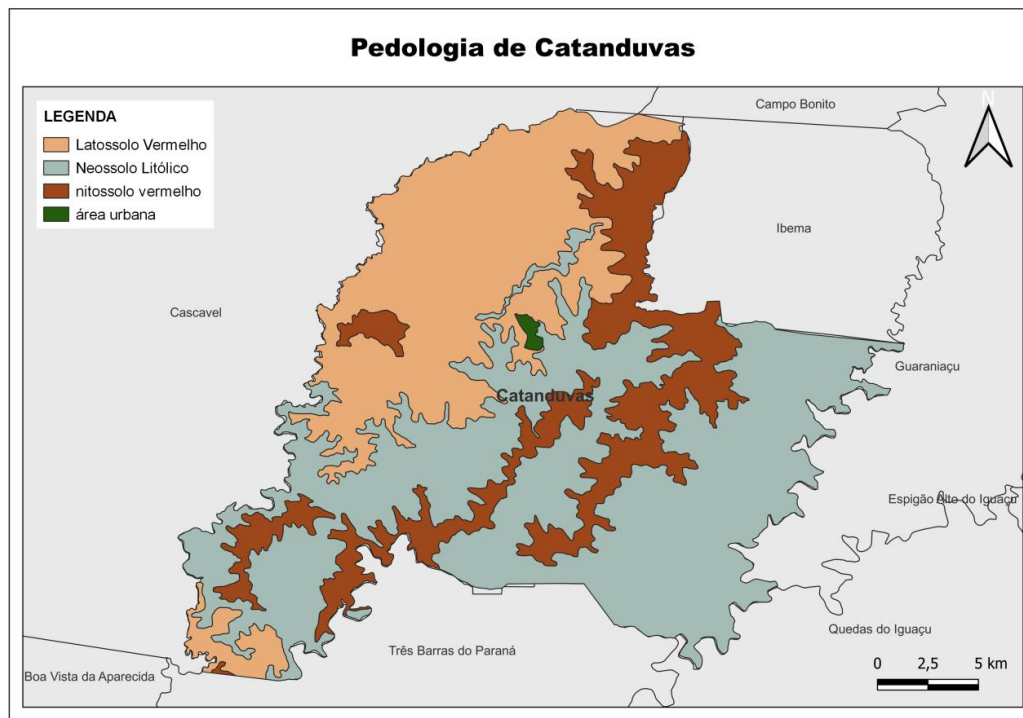 Pedologia de Catanduvas
LEGENDA
Latossolo Vermelho
Neossolo Litólico
nitossolo vermelho
área urbana
N
Campo Bonito
Ibema
Cascavel
Guaraniaçu
Catanduvas
Espigão Alto do Iguaçu
Quedas do Iguaçu
Três Barras do Paraná
Boa Vista da Aparecida
0 2,5 5 km